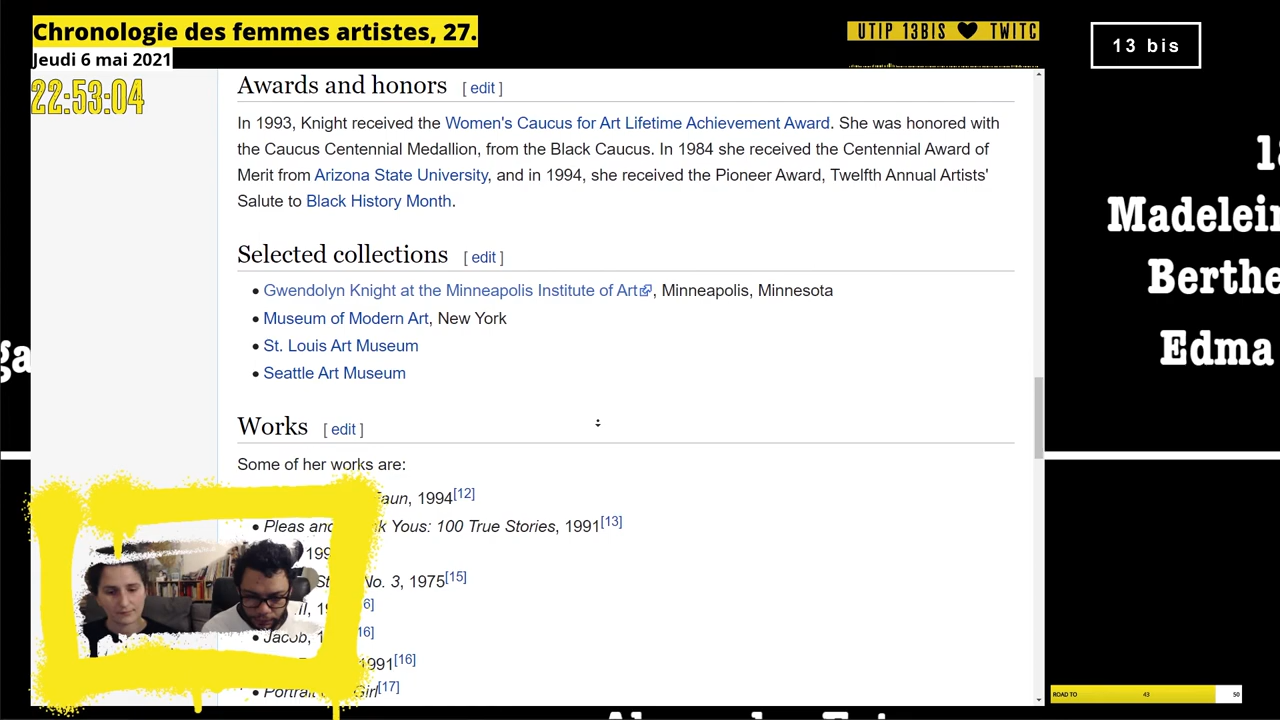 Chronologie des femmes artistes, 27.
Jeudi 6 mai 2021
22:53:04
UTIP 13BIS TWITC
13 bis
Awards and honors [ edit ]
In 1993, Knight received the Women's Caucus for Art Lifetime Achievement Award. She was honored with
the Caucus Centennial Medallion, from the Black Caucus. In 1984 she received the Centennial Award of
Merit from Arizona State University, and in 1994, she received the Pioneer Award, Twelfth Annual Artists'
Salute to Black History Month.
Selected collections [ edit ]
• Gwendolyn Knight at the Minneapolis Institute of Art, Minneapolis, Minnesota
• Museum of Modern Art, New York
• St. Louis Art Museum
• Seattle Art Museum
Works [ edit ]
Some of her works are:
1994[12]
• Pleas and Yous: 100 True Stories, 1991[13]
No. 3, 1975[15]
• Jacob, 16]
1991[16]
• Portrait Girl[17]
Berthe
Edma
ROAD TO 43 50